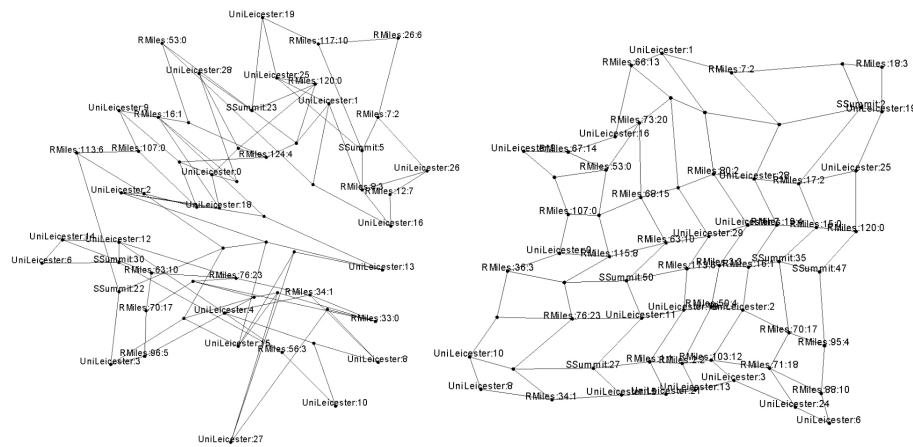 UniLeicester:19
RMiles:53:0
RMiles:117:10
RMiles:26:6
UniLeicester:28
UniLeicester:25
RMiles:120:0
UniLeicester:1
UniLeicester:9
SSummit:23
RMiles:16:1
RMiles:7:2
RMiles:113:6
RMiles:107:0
RMiles:124:4
SSummit:5
UniLeicester:0
UniLeicester:26
UniLeicester:2
RMiles:12:7
UniLeicester:18
UniLeicester:16
UniLeicester:14
UniLeicester:12
UniLeicester:6
SSummit:30
UniLeicester:13
RMiles:63:10
RMiles:76:23
SSummit:22
RMiles:34:1
RMiles:70:17
UniLeicester:4
RMiles:33:0
RMiles:96:5
RMiles:56:3
UniLeicester:3
UniLeicester:8
UniLeicester:10
UniLeicester:27
UniLeicester:1
RMiles:66:13
RMiles:7:2
RMiles:18:3
SSummit:2
UniLeicester:19
RMiles:73:20
UniLeicester:16
RMiles:67:14
RMiles:53:0
RMiles:80:2
UniLeicester:28
RMiles:17:2
UniLeicester:25
RMiles:68:15
RMiles:107:0
RMiles:15:0
RMiles:120:0
UniLeicester:29
RMiles:63:10
RMiles:115:8
RMiles:36:3
RMiles:16:1
SSummit:35
SSummit:47
SSummit:50
RMiles:76:23
UniLeicester:11
RMiles:50:4
UniLeicester:2
RMiles:70:17
RMiles:95:4
UniLeicester:10
SSummit:27
RMiles:103:12
RMiles:71:18
UniLeicester:8
RMiles:34:1
UniLeicester:13
UniLeicester:3
RMiles:88:10
UniLeicester:24
UniLeicester:6